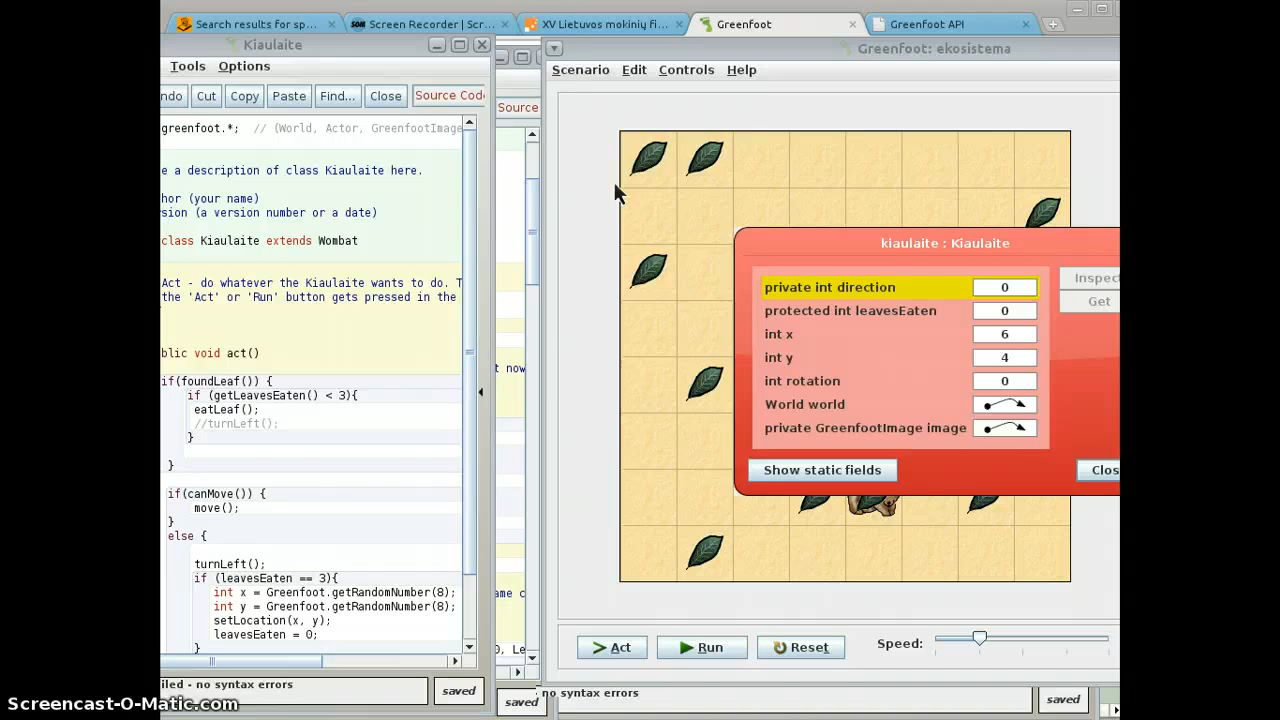 Search results for sp...
Screen Recorder | Scr...
XV Lietuvos mokinių fi...
Greenfoot
Greenfoot API
Kiaulaite
Greenfoot: ekosistema
Tools Options
Scenario Edit Controls Help
ndo Cut Copy Paste Find... Close Source Cod
Source
greenfoot.*; // (World, Actor, GreenfootImage
e a description of class Kiaulaite here.
hor (your name)
sion (a version number or a date)
class Kiaulaite extends Wombat
Act - do whatever the Kiaulaite wants to do. T
the 'Act' or 'Run' button gets pressed in the
blic void act()
if(foundLeaf()) {
if (getLeavesEaten() < 3){
eatLeaf();
//turnLeft();
}
}
if(canMove()) {
move();
}
else {
turnLeft();
if (leavesEaten == 3){
int x = Greenfoot.getRandomNumber(8);
int y = Greenfoot.getRandomNumber(8);
setLocation(x, y);
leavesEaten = 0;
}
t now
ame c
0, Le
kiaulaite : Kiaulaite
private int direction 0
protected int leavesEaten 0
int x 6
int y 4
int rotation 0
World world
private GreenfootImage image
Inspect
Get
Show static fields
Clos
> Act Run Reset Speed:
iled - no syntax errors
saved
saved
no syntax errors
saved
Screencast-O-Matic.com